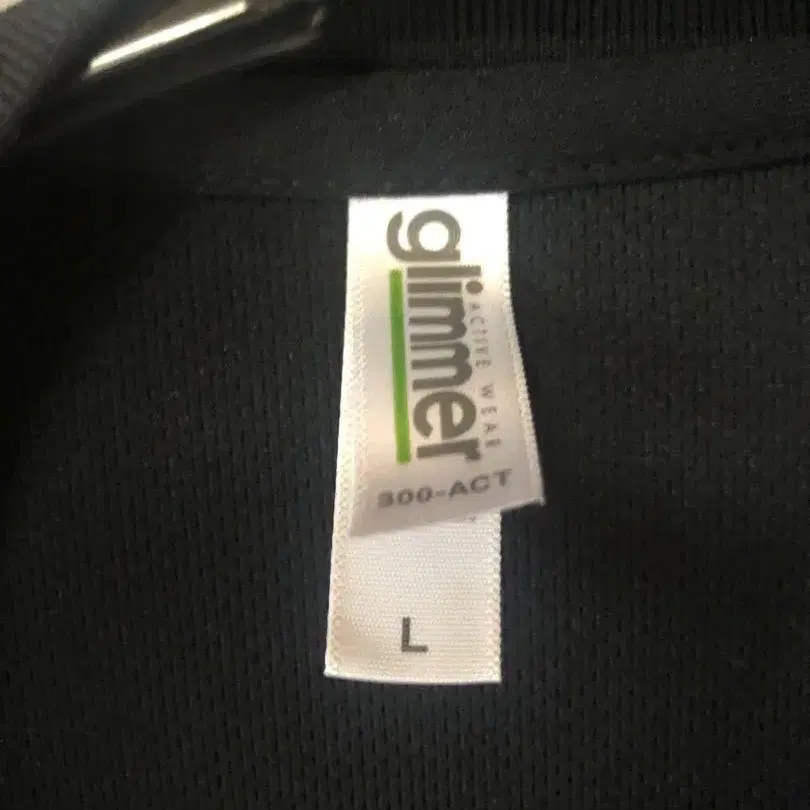 glimmer
ACTIVE WEAR
300-ACT
L